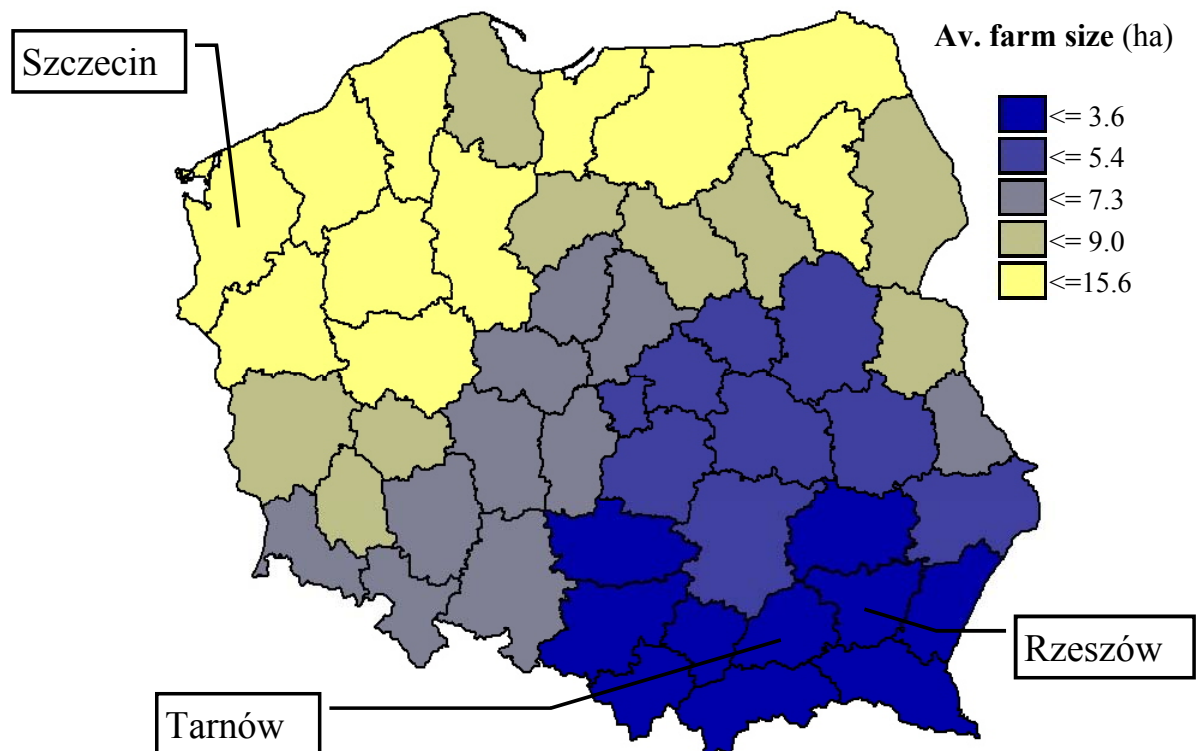 Szczecin
Av. farm size (ha)
<= 3.6
<= 5.4
<= 7.3
<= 9.0
<=15.6
Rzeszów
Tarnów